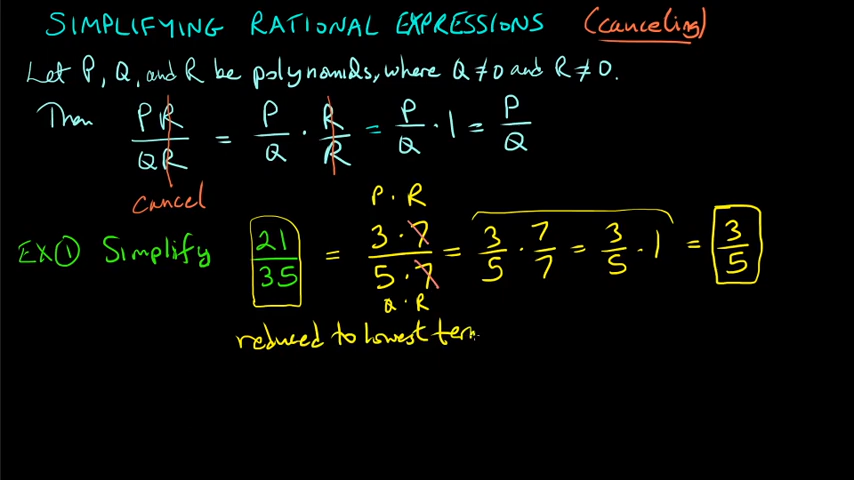 SIMPLIFYING RATIONAL EXPRESSIONS (canceling)
Let P, Q, and R be polynomials, where Q ≠ 0 and R ≠ 0.
Then PR/QR = P/Q · R/R = P/Q · 1 = P/Q
cancel
P · R
EX① Simplify 21/35 = 3·7/5·7 = 3/5 · 7/7 = 3/5 · 1 = 3/5
Q · R
reduced to lowest ter